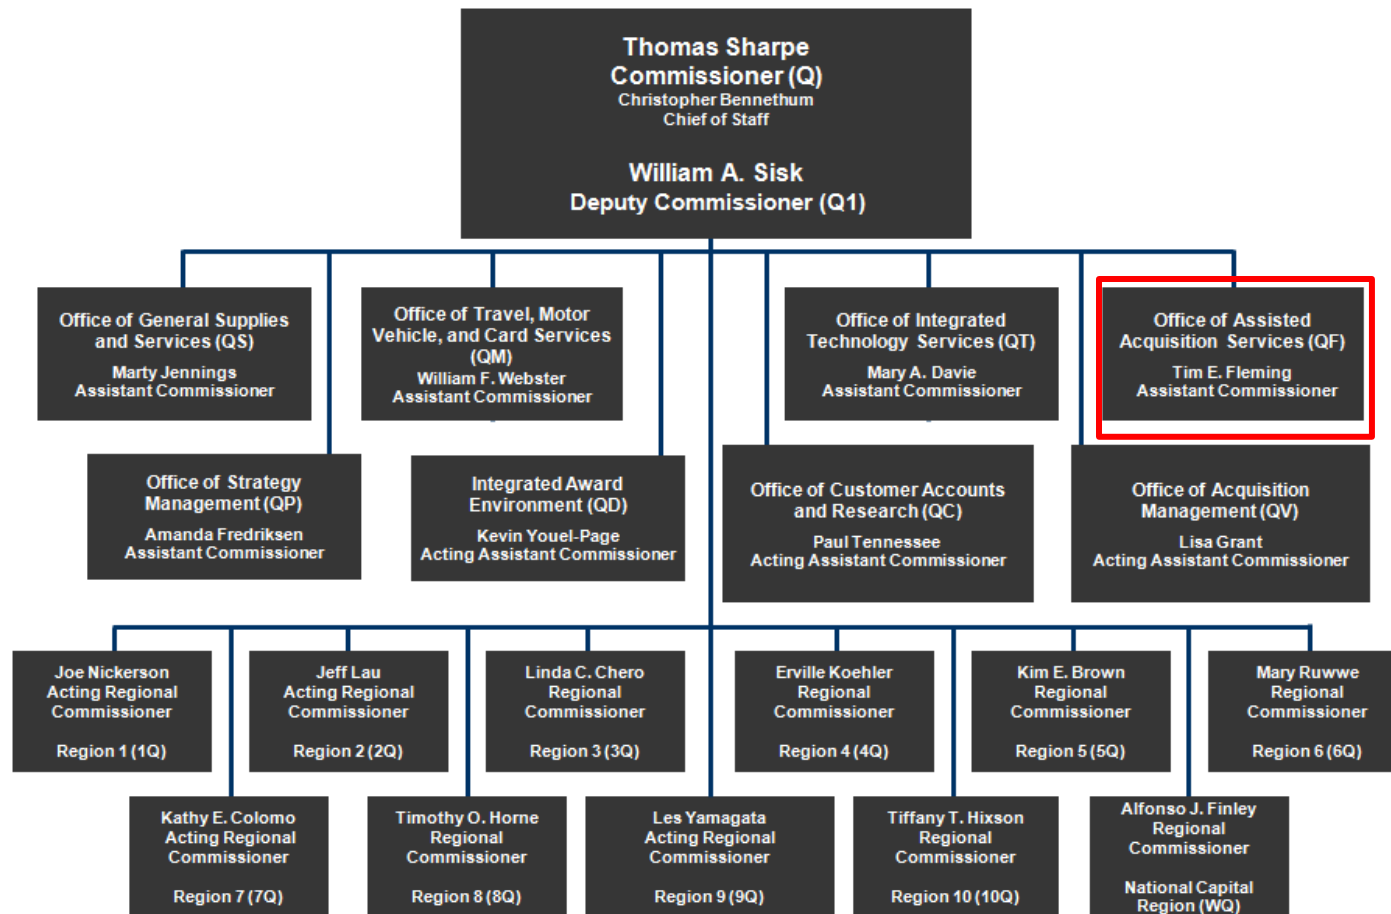 Thomas Sharpe
Commissioner (Q)
Christopher Bennethum
Chief of Staff
William A. Sisk
Deputy Commissioner (Q1)
Office of General Supplies
and Services (QS)
Marty Jennings
Assistant Commissioner
Office of Travel, Motor
Vehicle, and Card Services
(QM)
William F. Webster
Assistant Commissioner
Office of Integrated
Technology Services (QT)
Mary A. Davie
Assistant Commissioner
Office of Assisted
Acquisition Services (QF)
Tim E. Fleming
Assistant Commissioner
Office of Strategy
Management (QP)
Amanda Fredriksen
Assistant Commissioner
Integrated Award
Environment (QD)
Kevin Youel-Page
Acting Assistant Commissioner
Office of Customer Accounts
and Research (QC)
Paul Tennessee
Acting Assistant Commissioner
Office of Acquisition
Management (QV)
Lisa Grant
Acting Assistant Commissioner
Joe Nickerson
Acting Regional
Commissioner
Region 1 (1Q)
Jeff Lau
Acting Regional
Commissioner
Region 2 (2Q)
Linda C. Chero
Regional
Commissioner
Region 3 (3Q)
Erville Koehler
Regional
Commissioner
Region 4 (4Q)
Kim E. Brown
Regional
Commissioner
Region 5 (5Q)
Mary Ruwwe
Regional
Commissioner
Region 6 (6Q)
Kathy E. Colomo
Acting Regional
Commissioner
Region 7 (7Q)
Timothy O. Horne
Regional
Commissioner
Region 8 (8Q)
Les Yamagata
Acting Regional
Commissioner
Region 9 (9Q)
Tiffany T. Hixson
Regional
Commissioner
Region 10 (10Q)
Alfonso J. Finley
Regional
Commissioner
National Capital
Region (WQ)